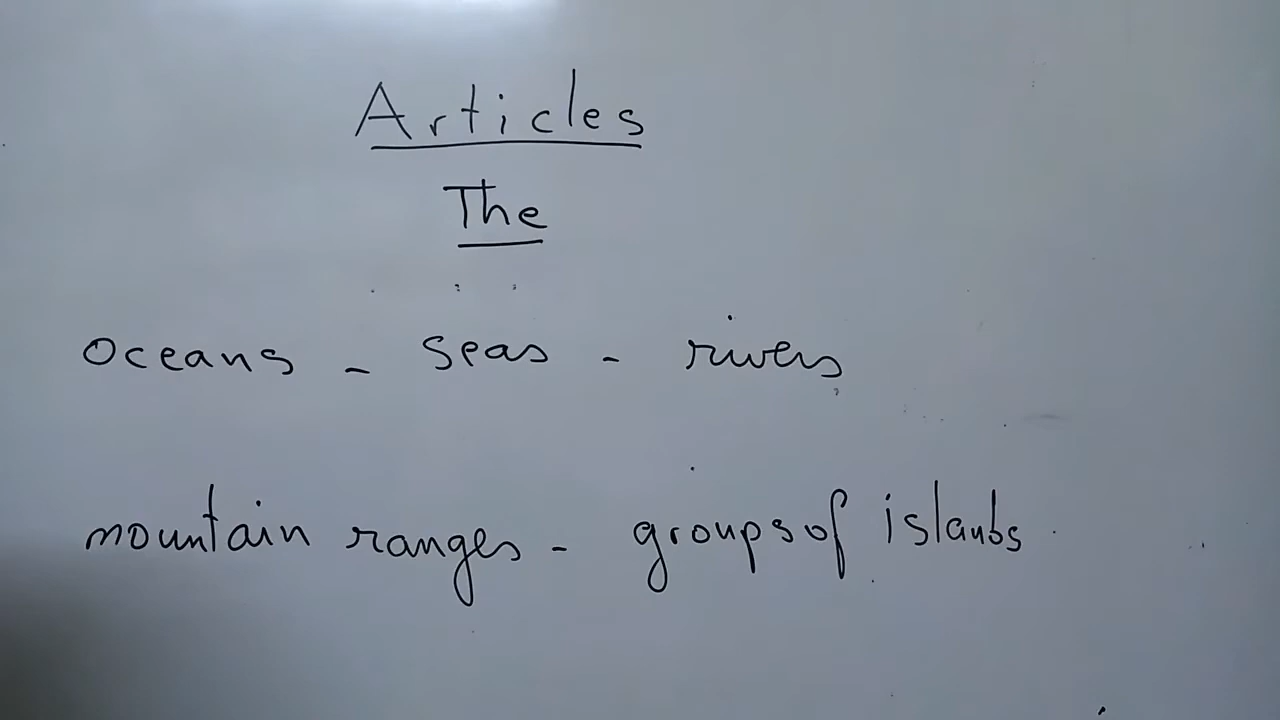 Articles
The
oceans - seas - rivers
mountain ranges - groups of islands